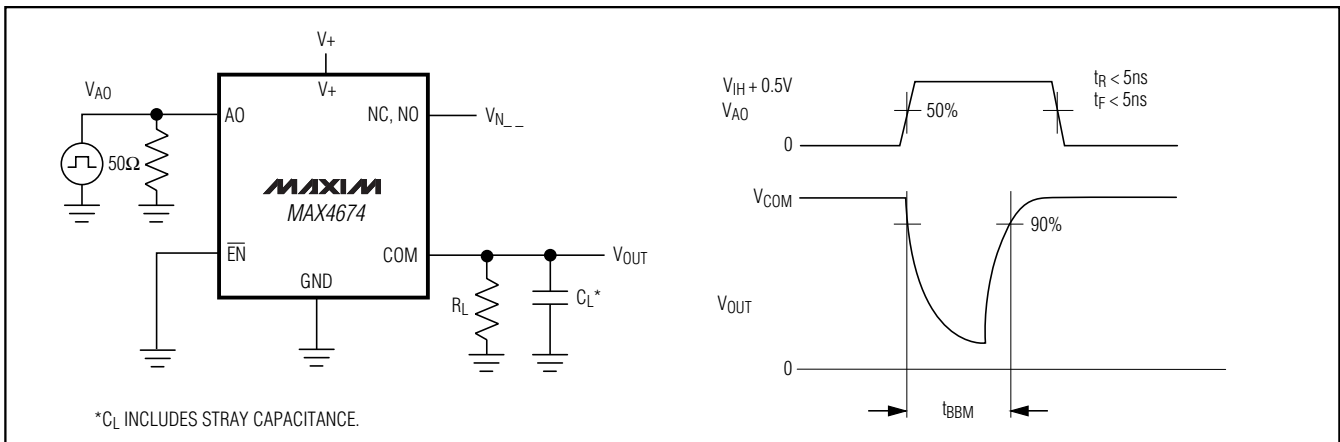 V+
V+
VAO
AO
NC, NO
VN_ _
50Ω
MAXIM
MAX4674
EN
COM
VOUT
GND
RL
CL*
*CL INCLUDES STRAY CAPACITANCE.
VIH + 0.5V
VAO
0
50%
tR < 5ns
tF < 5ns
VCOM
90%
VOUT
0
tBBM